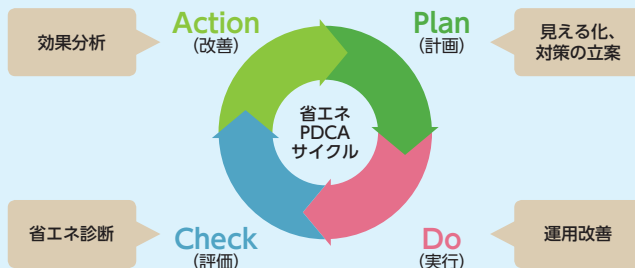 効果分析
Action
(改善)
Plan
(計画)
見える化、
対策の立案
省エネ
PDCA
サイクル
省エネ診断
Check
(評価)
Do
(実行)
運用改善